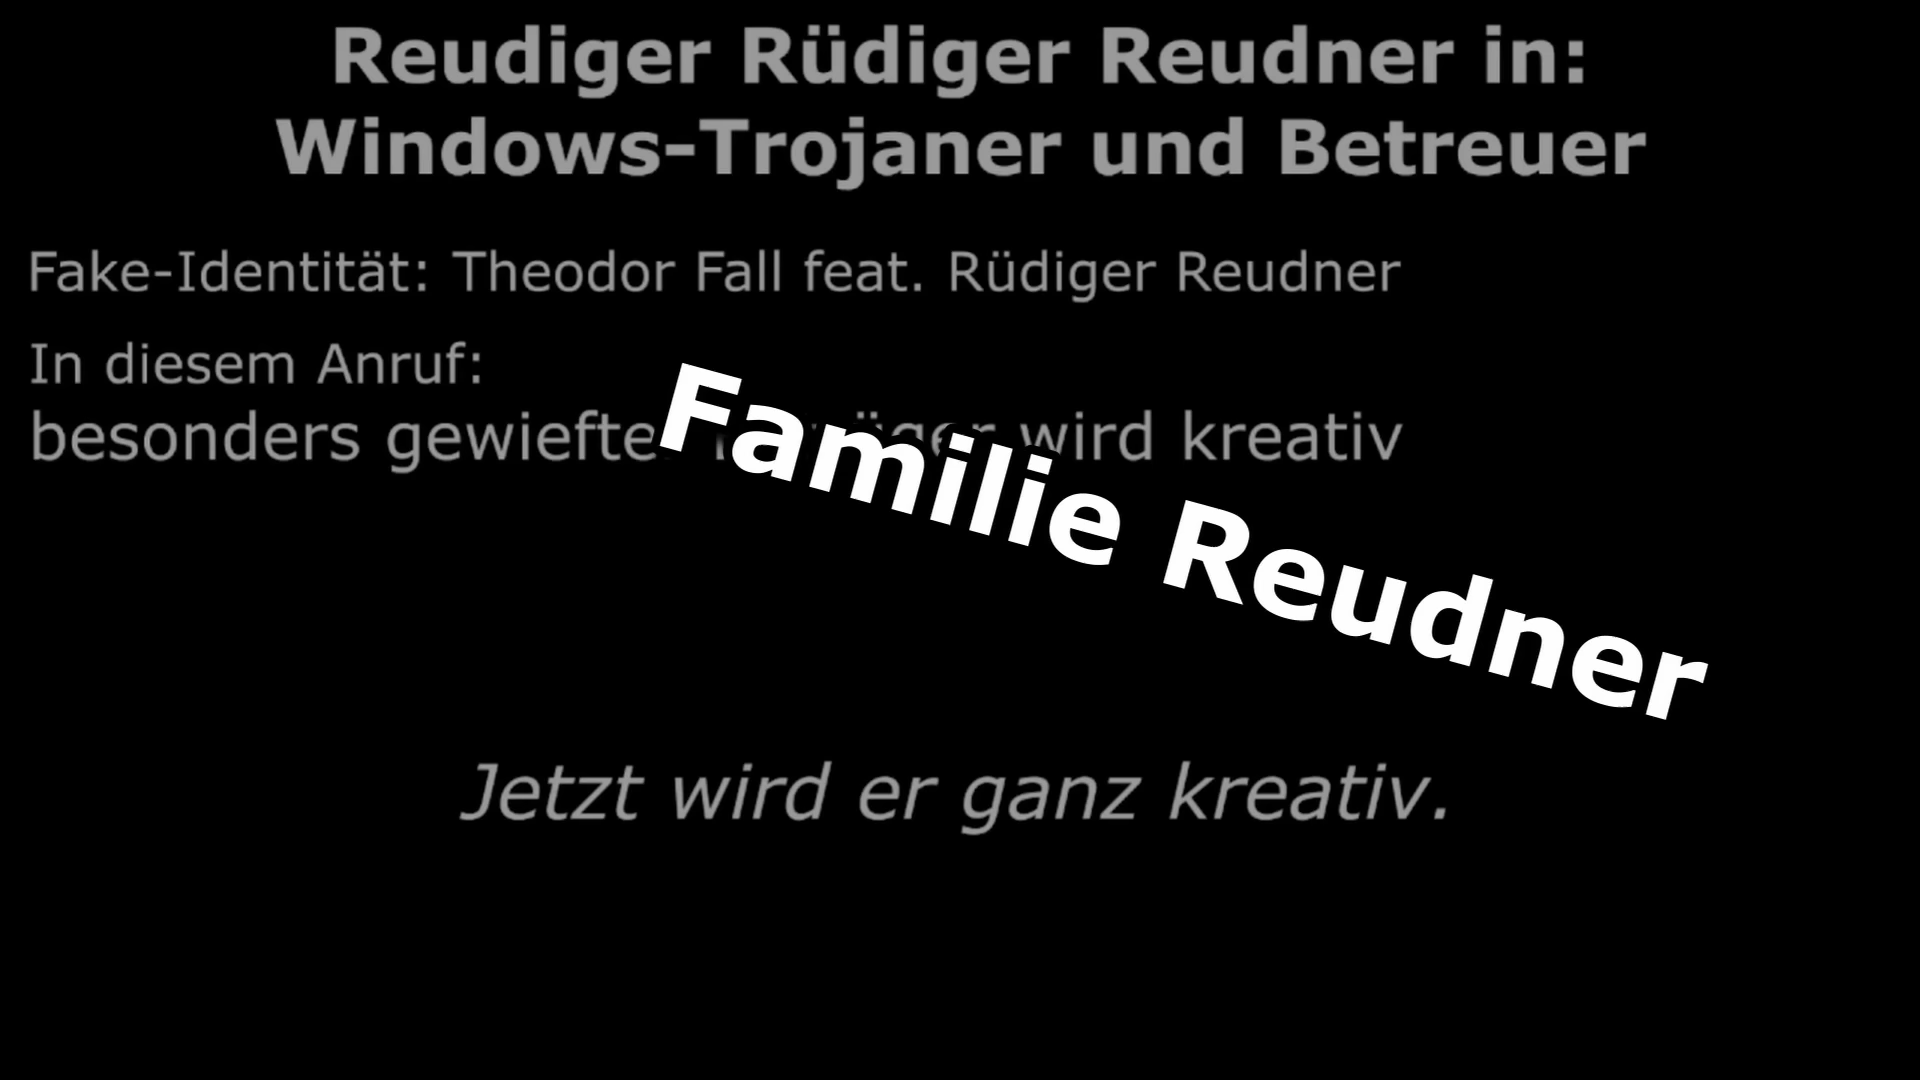 Reudiger Rüdiger Reudner in:
Windows-Trojaner und Betreuer
Fake-Identität: Theodor Fall feat. Rüdiger Reudner
In diesem Anruf:
besonders gewiefter wird kreativ
Familie Reudner
Jetzt wird er ganz kreativ.